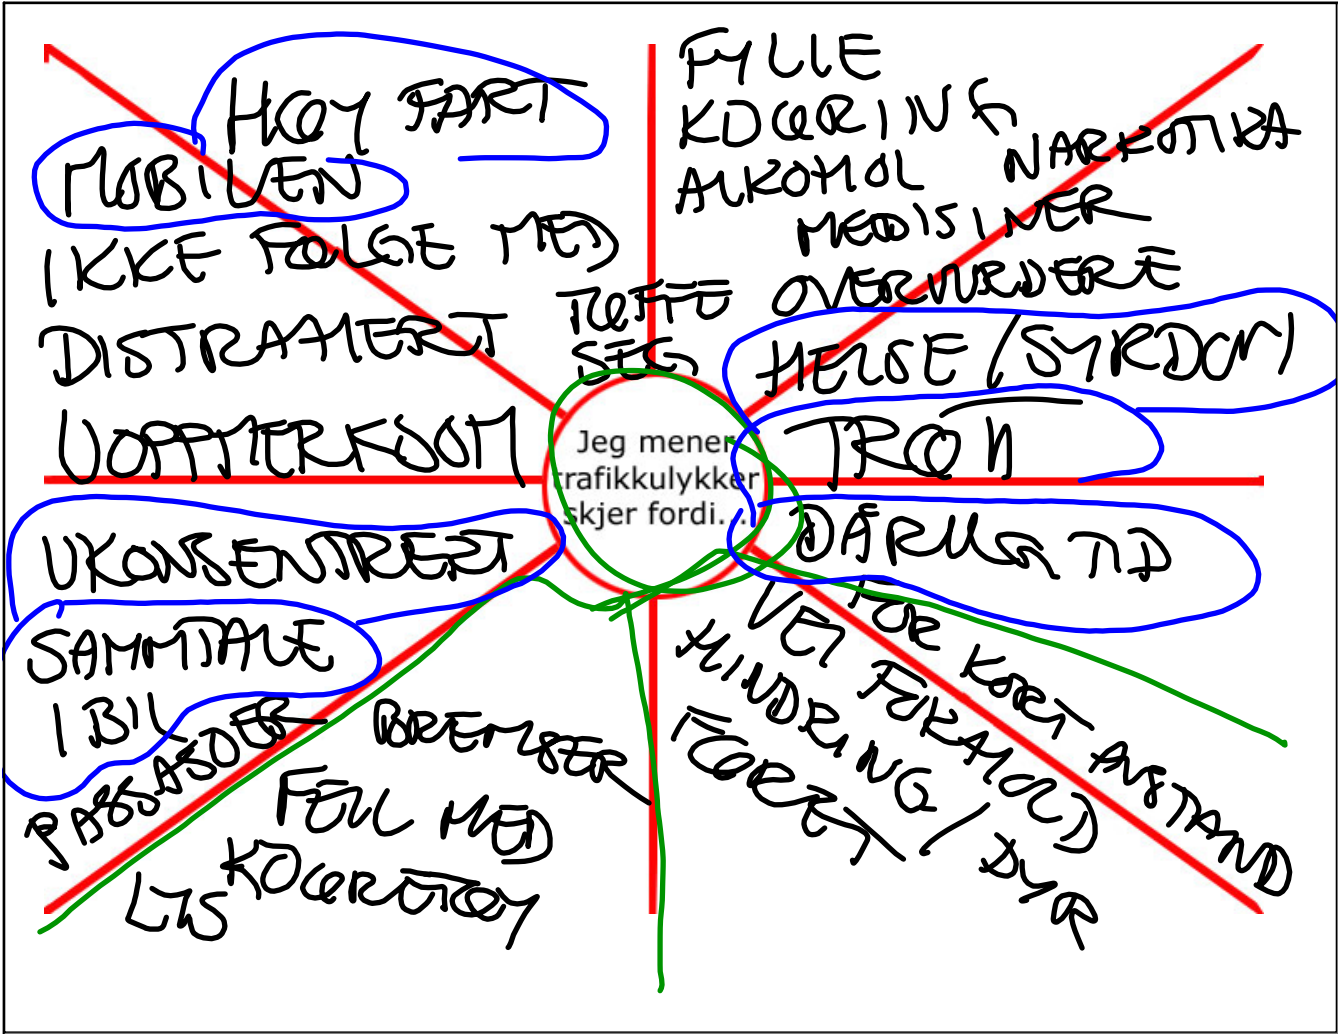 HØY FART
MOBILEN
IKKE FØLGE MED
DISTRAHERT
UOPPMERKSOM
UKONSENTRERT
SAMMTALE
I BIL
PASSASJER
FYLLE
KJØRING
ALKOHOL NARKOTIKA
MEDISINER
OVERVURDERE
SEG
HELSE / SYKDOM
TRØTT
DÅRLIG TID
Jeg mener
trafikkulykker
skjer fordi...
BREMSER
FEIL MED
KJØRETØY
LYS
FOR KORT AVSTAND
VEI FORHOLD
HINDRING / DYR
FØRET